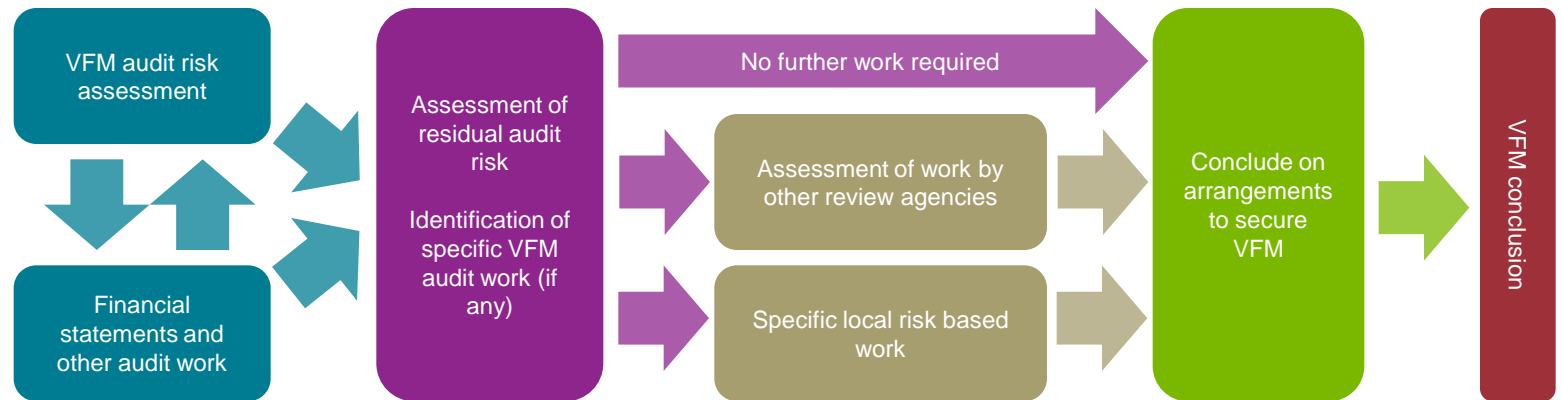 VFM audit risk
assessment
Financial
statements and
other audit work
Assessment of
residual audit
risk
Identification of
specific VFM
audit work (if
any)
No further work required
Assessment of work by
other review agencies
Specific local risk based
work
Conclude on
arrangements
to secure
VFM
VFM conclusion